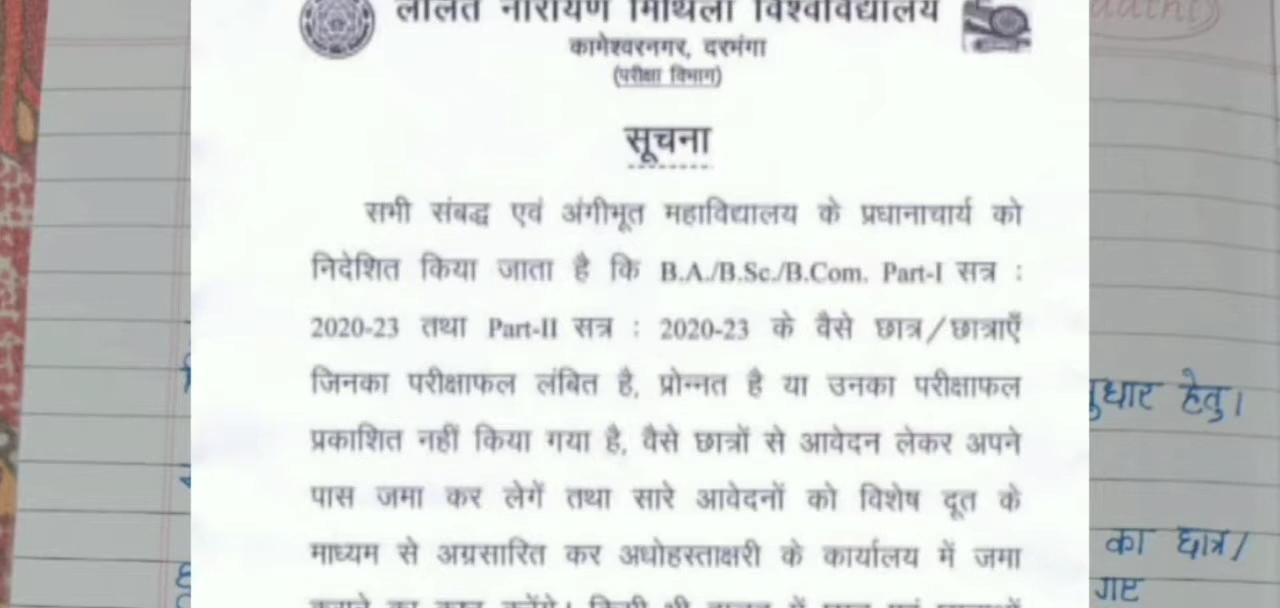 ललित नारायण मिथिला विश्वविद्यालय
कामेश्वरनगर, दरभंगा
(परीक्षा विभाग)
सूचना
सभी संबद्ध एवं अंगीभूत महाविद्यालय के प्रधानाचार्य को
निदेशित किया जाता है कि B.A./B.Sc./B.Com. Part-I सत्र :
2020-23 तथा Part-II सत्र : 2020-23 के वैसे छात्र/छात्राएँ
जिनका परीक्षाफल लंबित है, प्रोन्नत है या उनका परीक्षाफल
प्रकाशित नहीं किया गया है, वैसे छात्रों से आवेदन लेकर अपने
पास जमा कर लेगें तथा सारे आवेदनों को विशेष दूत के
माध्यम से अग्रसारित कर अधोहस्ताक्षरी के कार्यालय में जमा
हेतु।
का छात्र/
गए